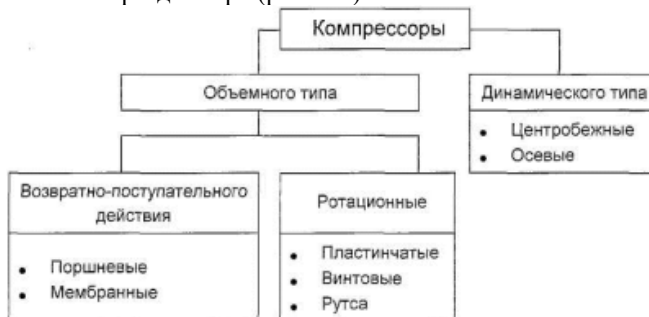 Компрессоры
Объемного типа
Динамического типа
• Центробежные
• Осевые
Возвратно-поступательного
действия
• Поршневые
• Мембранные
Ротационные
• Пластинчатые
• Винтовые
• Рутса